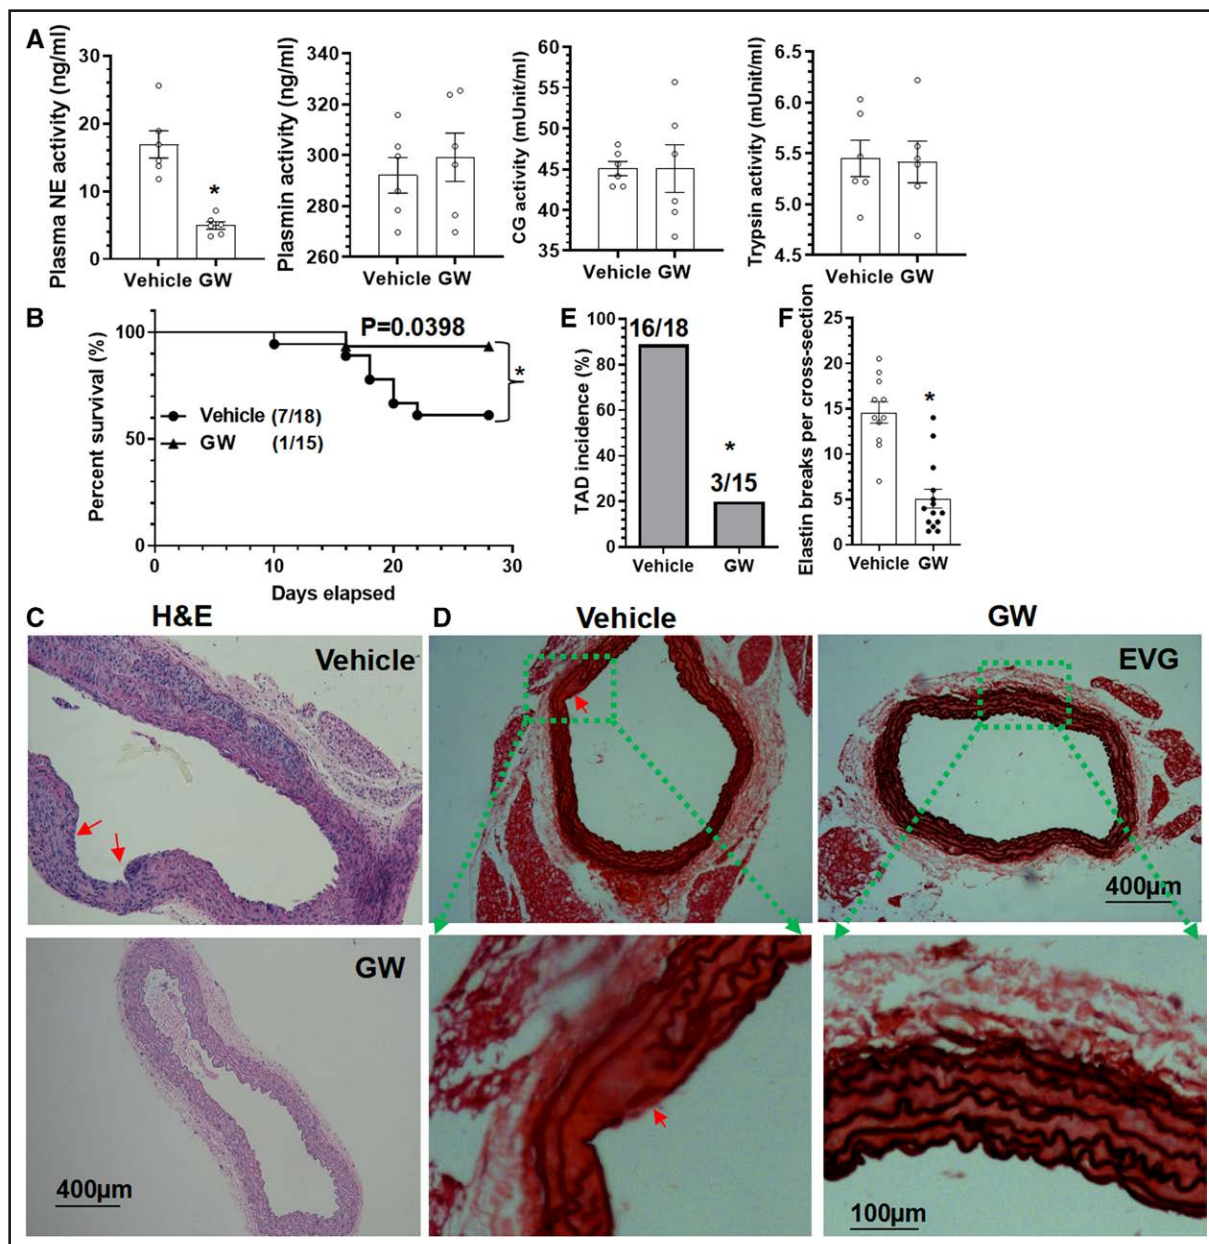 A
Plasma NE activity (ng/ml)
30
20
10
0
Vehicle GW
*
Plasmin activity (ng/ml)
340
320
300
280
260
Vehicle GW
CG activity (mUnit/ml)
60
55
50
45
40
35
Vehicle GW
Trypsin activity (mUnit/ml)
6.5
6.0
5.5
5.0
4.5
Vehicle GW
B
Percent survival (%)
100
50
0
P=0.0398
*
Vehicle (7/18)
GW (1/15)
0 10 20 30
Days elapsed
E
TAD incidence (%)
100
80
60
40
20
0
16/18
*
3/15
Vehicle GW
F
Elastin breaks per cross-section
25
20
15
10
5
0
*
Vehicle GW
C
H&E
Vehicle
GW
400µm
D
Vehicle
GW
EVG
400µm
100µm